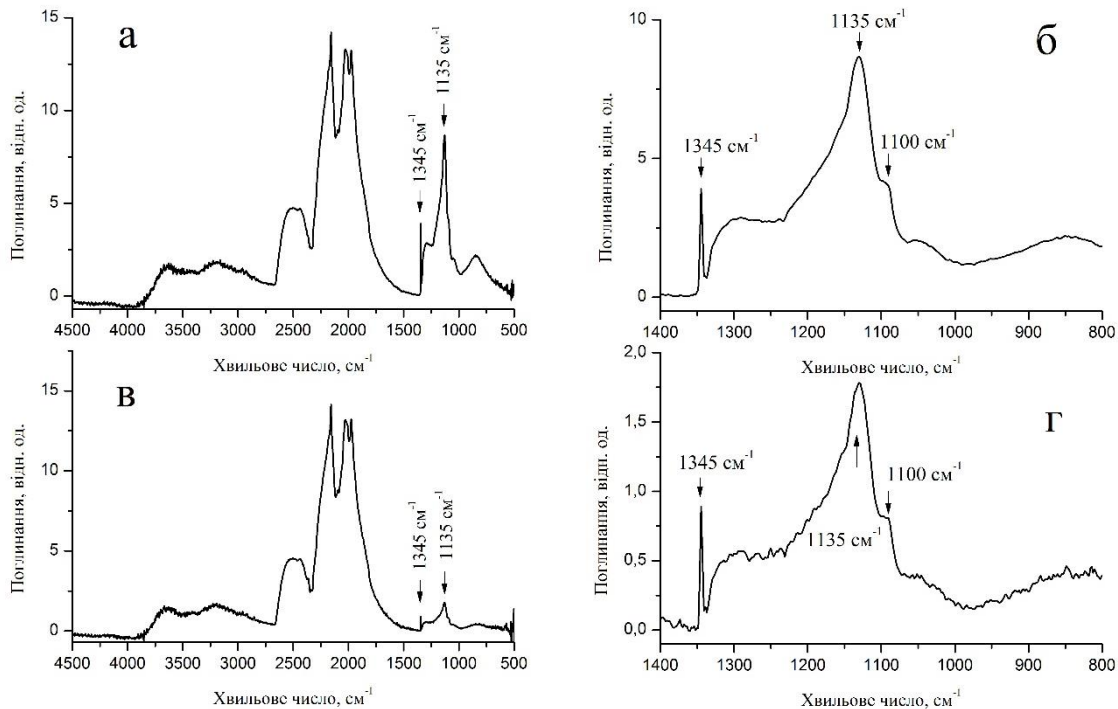 а
15
10
5
0
Поглинання, відн. од.
1345 см-1
1135 см-1
4500 4000 3500 3000 2500 2000 1500 1000 500
Хвильове число, см-1
б
10
5
0
Поглинання, відн. од.
1345 см-1
1135 см-1
1100 см-1
1400 1300 1200 1100 1000 900 800
Хвильове число, см-1
в
15
10
5
0
Поглинання, відн. од.
1345 см-1
1135 см-1
4500 4000 3500 3000 2500 2000 1500 1000 500
Хвильове число, см-1
г
2,0
1,5
1,0
0,5
0,0
Поглинання, відн. од.
1345 см-1
1100 см-1
1135 см-1
1400 1300 1200 1100 1000 900 800
Хвильове число, см-1